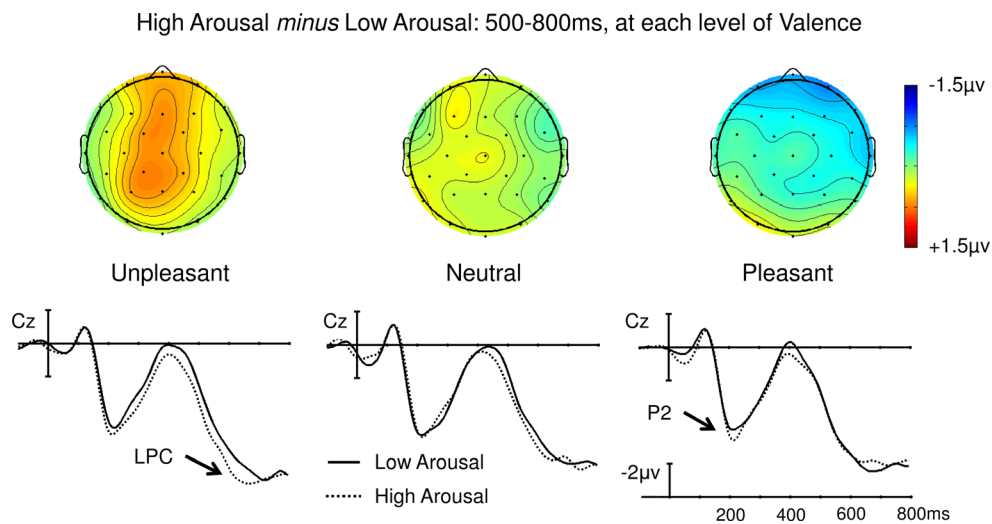 High Arousal minus Low Arousal: 500-800ms, at each level of Valence
-1.5μv
+1.5μv
Unpleasant
Neutral
Pleasant
Cz
Cz
Cz
LPC
P2
Low Arousal
High Arousal
-2μv
200 400 600 800ms